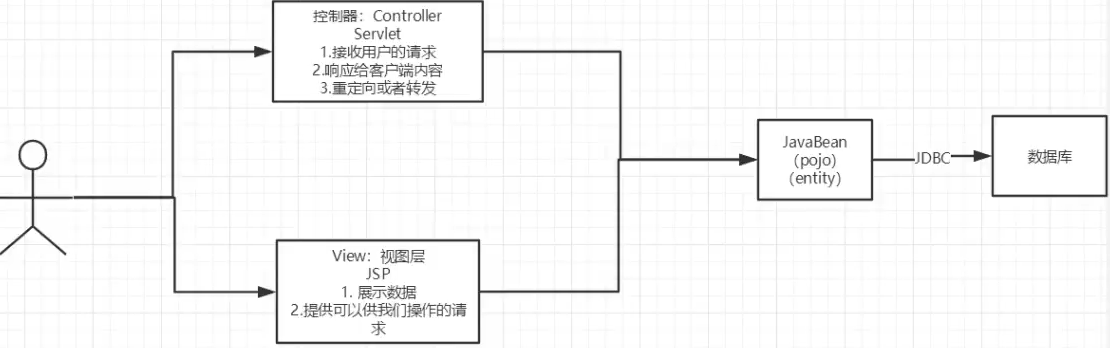 控制器：Controller
Servlet
1.接收用户的请求
2.响应给客户端内容
3.重定向或者转发
View：视图层
JSP
1. 展示数据
2.提供可以供我们操作的请
求
JavaBean
（pojo）
（entity）
JDBC
数据库